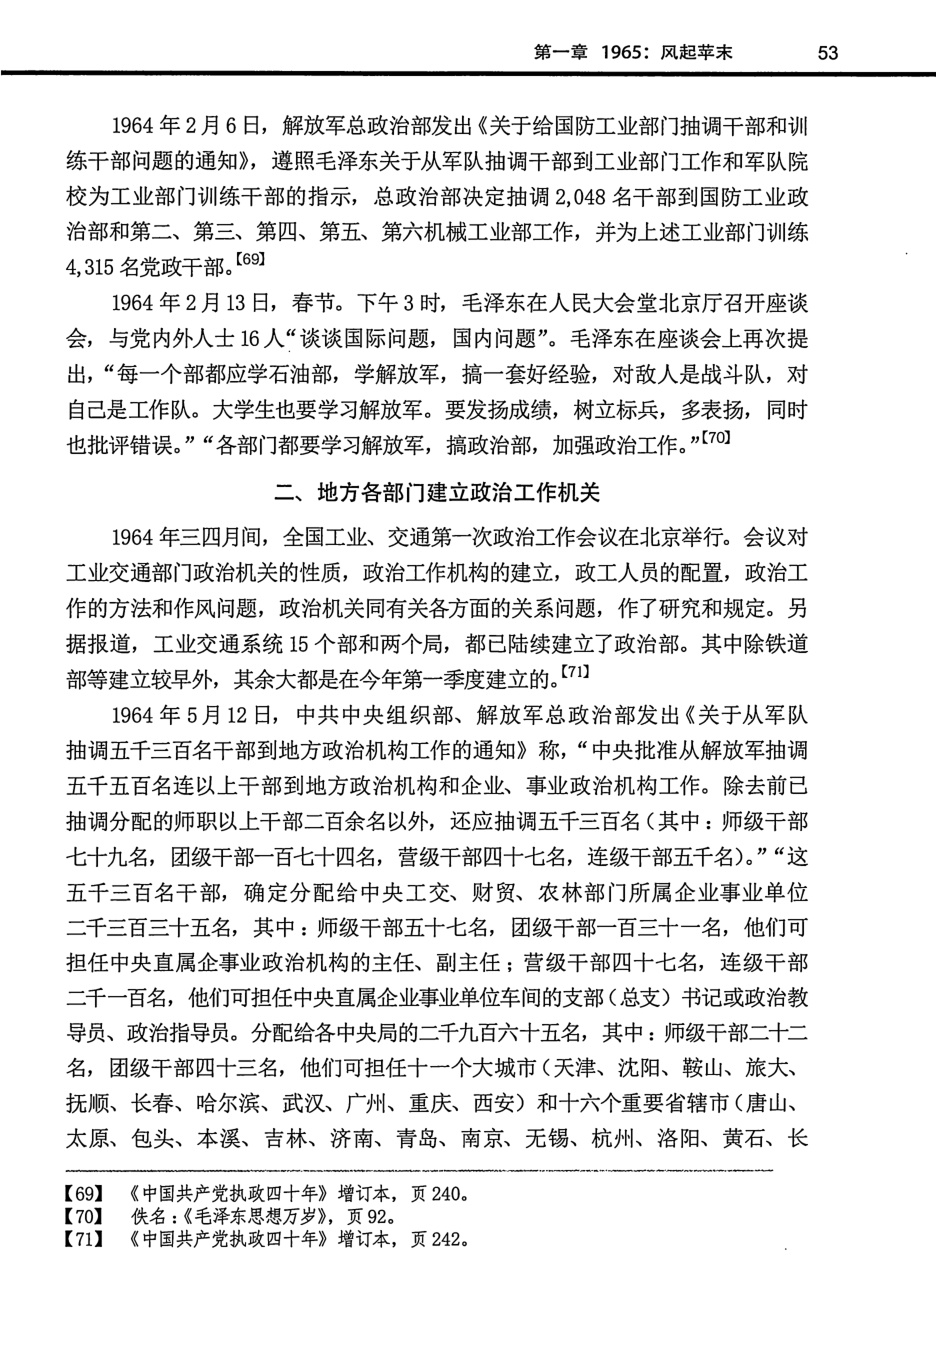 第一章 1965：风起苹末 53
1964 年 2 月 6 日，解放军总政治部发出《关于给国防工业部门抽调干部和训
练干部问题的通知》，遵照毛泽东关于从军队抽调干部到工业部门工作和军队院
校为工业部门训练干部的指示，总政治部决定抽调 2,048 名干部到国防工业政
治部和第二、第三、第四、第五、第六机械工业部工作，并为上述工业部门训练
4,315 名党政干部。【69】
1964 年 2 月 13 日，春节。下午 3 时，毛泽东在人民大会堂北京厅召开座谈
会，与党内外人士 16 人“谈谈国际问题，国内问题”。毛泽东在座谈会上再次提
出，“每一个部都应学石油部，学解放军，搞一套好经验，对敌人是战斗队，对
自己是工作队。大学生也要学习解放军。要发扬成绩，树立标兵，多表扬，同时
也批评错误。”“各部门都要学习解放军，搞政治部，加强政治工作。”【70】
二、地方各部门建立政治工作机关
1964 年三四月间，全国工业、交通第一次政治工作会议在北京举行。会议对
工业交通部门政治机关的性质，政治工作机构的建立，政工人员的配置，政治工
作的方法和作风问题，政治机关同有关各方面的关系问题，作了研究和规定。另
据报道，工业交通系统 15 个部和两个局，都已陆续建立了政治部。其中除铁道
部等建立较早外，其余大都是在今年第一季度建立的。【71】
1964 年 5 月 12 日，中共中央组织部、解放军总政治部发出《关于从军队
抽调五千三百名干部到地方政治机构工作的通知》称，“中央批准从解放军抽调
五千五百名连以上干部到地方政治机构和企业、事业政治机构工作。除去前已
抽调分配的师职以上干部二百余名以外，还应抽调五千三百名（其中：师级干部
七十九名，团级干部一百七十四名，营级干部四十七名，连级干部五千名）。”“这
五千三百名干部，确定分配给中央工交、财贸、农林部门所属企业事业单位
二千三百三十五名，其中：师级干部五十七名，团级干部一百三十一名，他们可
担任中央直属企事业政治机构的主任、副主任；营级干部四十七名，连级干部
二千一百名，他们可担任中央直属企业事业单位车间的支部（总支）书记或政治教
导员、政治指导员。分配给各中央局的二千九百六十五名，其中：师级干部二十二
名，团级干部四十三名，他们可担任十一个大城市（天津、沈阳、鞍山、旅大、
抚顺、长春、哈尔滨、武汉、广州、重庆、西安）和十六个重要省辖市（唐山、
太原、包头、本溪、吉林、济南、青岛、南京、无锡、杭州、洛阳、黄石、长
【69】 《中国共产党执政四十年》增订本，页 240。
【70】 佚名：《毛泽东思想万岁》，页 92。
【71】 《中国共产党执政四十年》增订本，页 242。